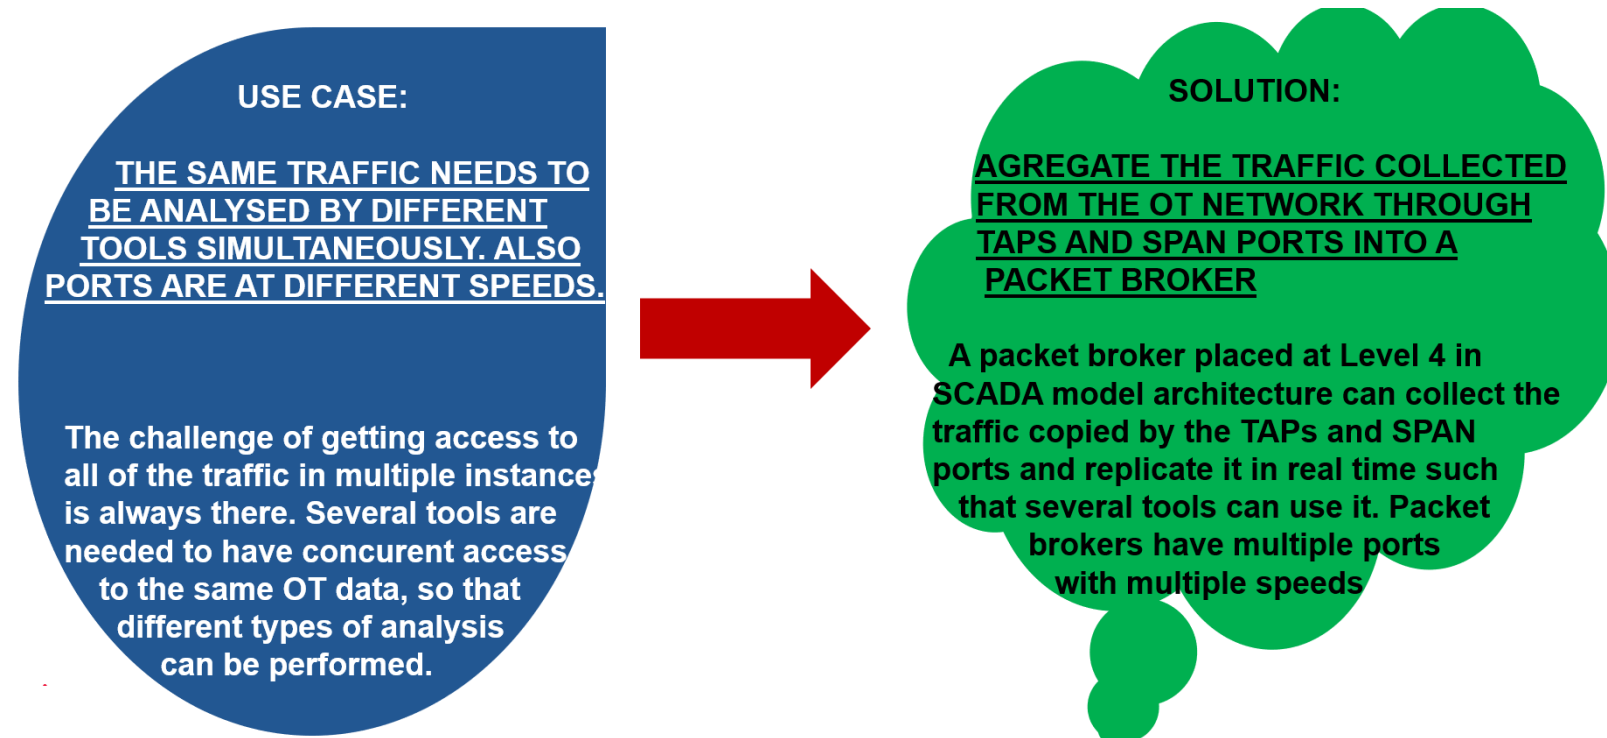 USE CASE:
THE SAME TRAFFIC NEEDS TO
BE ANALYSED BY DIFFERENT
TOOLS SIMULTANEOUSLY. ALSO
PORTS ARE AT DIFFERENT SPEEDS.
The challenge of getting access to
all of the traffic in multiple instances
is always there. Several tools are
needed to have concurent access
to the same OT data, so that
different types of analysis
can be performed.
SOLUTION:
AGREGATE THE TRAFFIC COLLECTED
FROM THE OT NETWORK THROUGH
TAPS AND SPAN PORTS INTO A
PACKET BROKER
A packet broker placed at Level 4 in
SCADA model architecture can collect the
traffic copied by the TAPs and SPAN
ports and replicate it in real time such
that several tools can use it. Packet
brokers have multiple ports
with multiple speeds